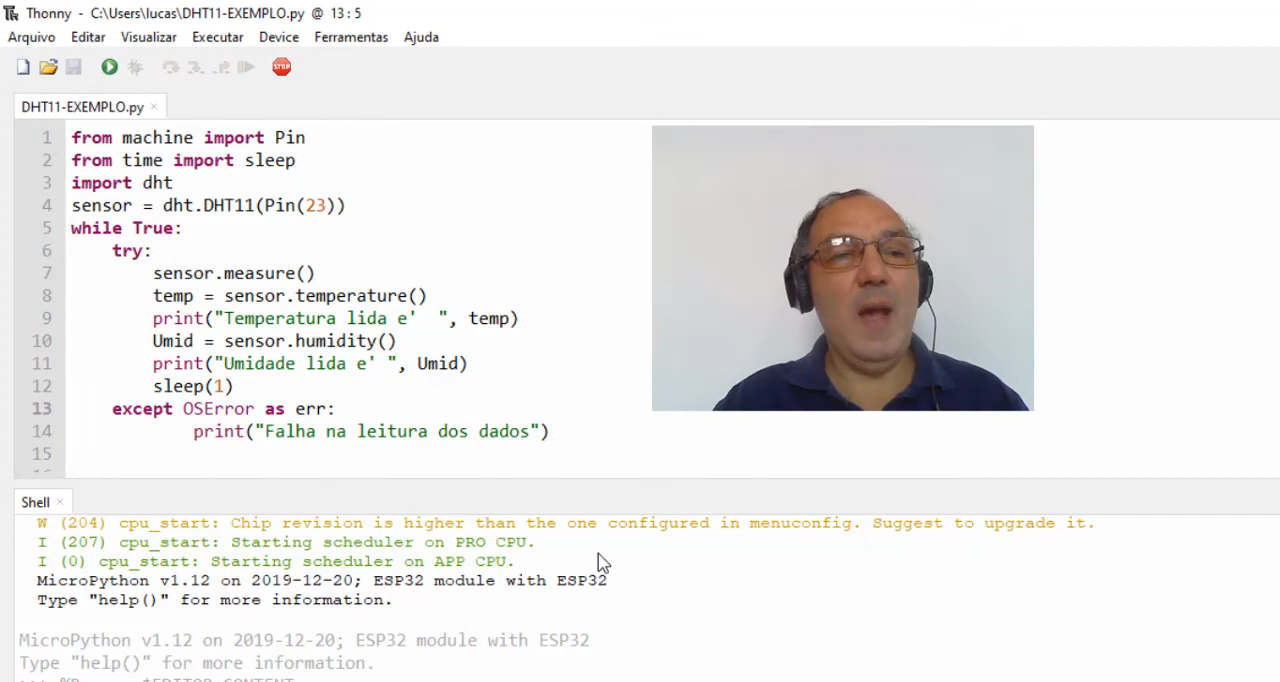 Thonny - C:\Users\lucas\DHT11-EXEMPLO.py @ 13:5
Arquivo Editar Visualizar Executar Device Ferramentas Ajuda
STOP
DHT11-EXEMPLO.py ×
1 from machine import Pin
2 from time import sleep
3 import dht
4 sensor = dht.DHT11(Pin(23))
5 while True:
6     try:
7         sensor.measure()
8         temp = sensor.temperature()
9         print("Temperatura lida e'  ", temp)
10         Umid = sensor.humidity()
11         print("Umidade lida e' ", Umid)
12         sleep(1)
13     except OSError as err:
14             print("Falha na leitura dos dados")
15
Shell ×
W (204) cpu_start: Chip revision is higher than the one configured in menuconfig. Suggest to upgrade it.
I (207) cpu_start: Starting scheduler on PRO CPU.
I (0) cpu_start: Starting scheduler on APP CPU.
MicroPython v1.12 on 2019-12-20; ESP32 module with ESP32
Type "help()" for more information.
MicroPython v1.12 on 2019-12-20; ESP32 module with ESP32
Type "help()" for more information.